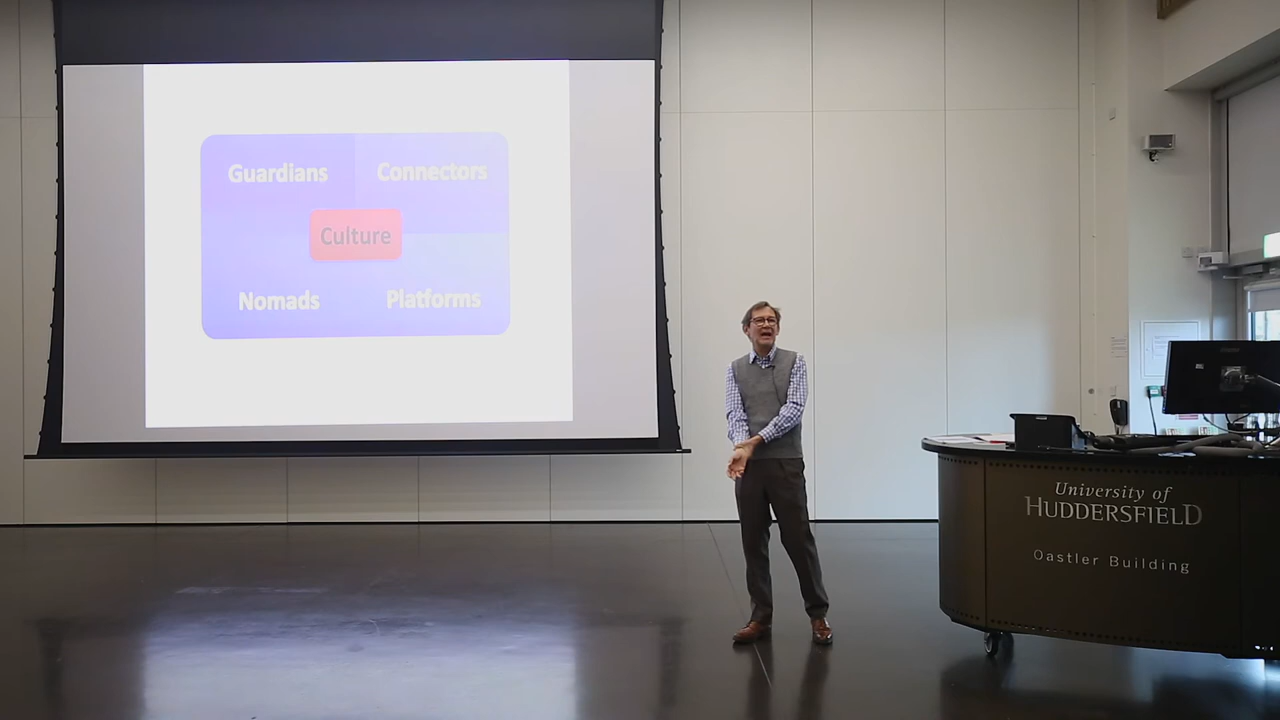 Guardians
Connectors
Culture
Nomads
Platforms
University of
HUDDERSFIELD
Oastler Building